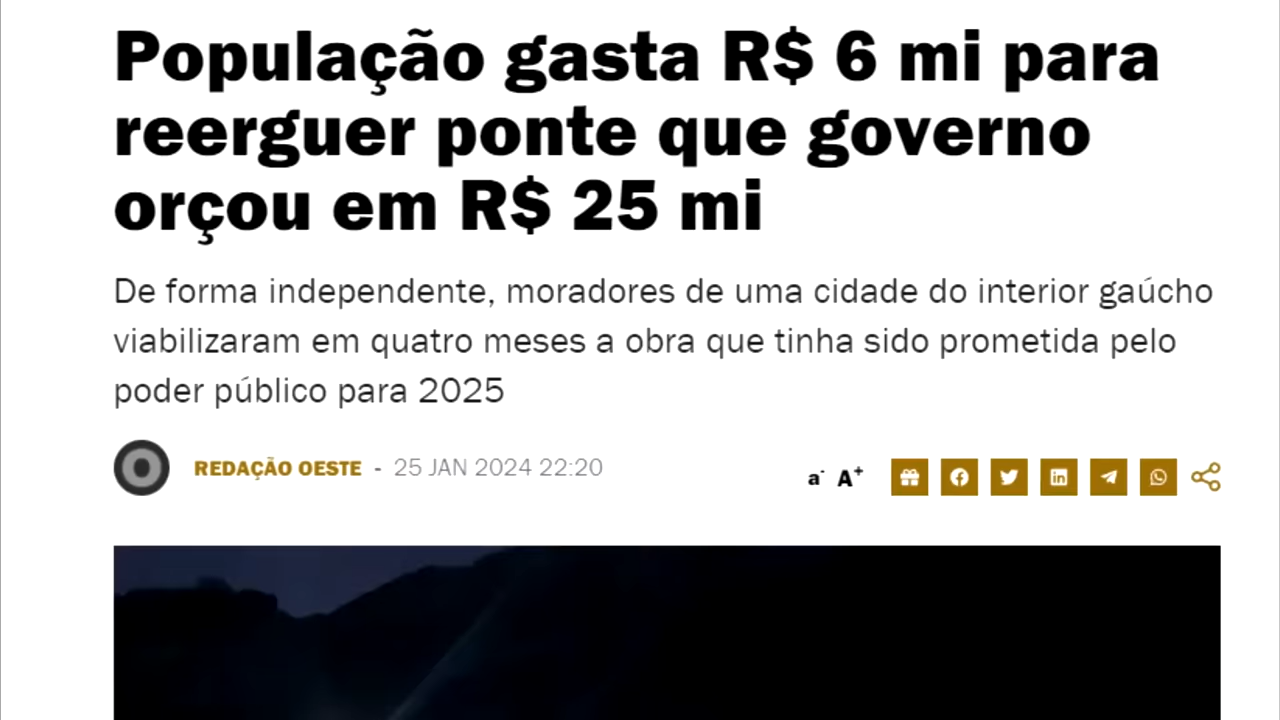 População gasta R$ 6 mi para
reerguer ponte que governo
orçou em R$ 25 mi
De forma independente, moradores de uma cidade do interior gaúcho
viabilizaram em quatro meses a obra que tinha sido prometida pelo
poder público para 2025
REDAÇÃO OESTE - 25 JAN 2024 22:20
a- A+